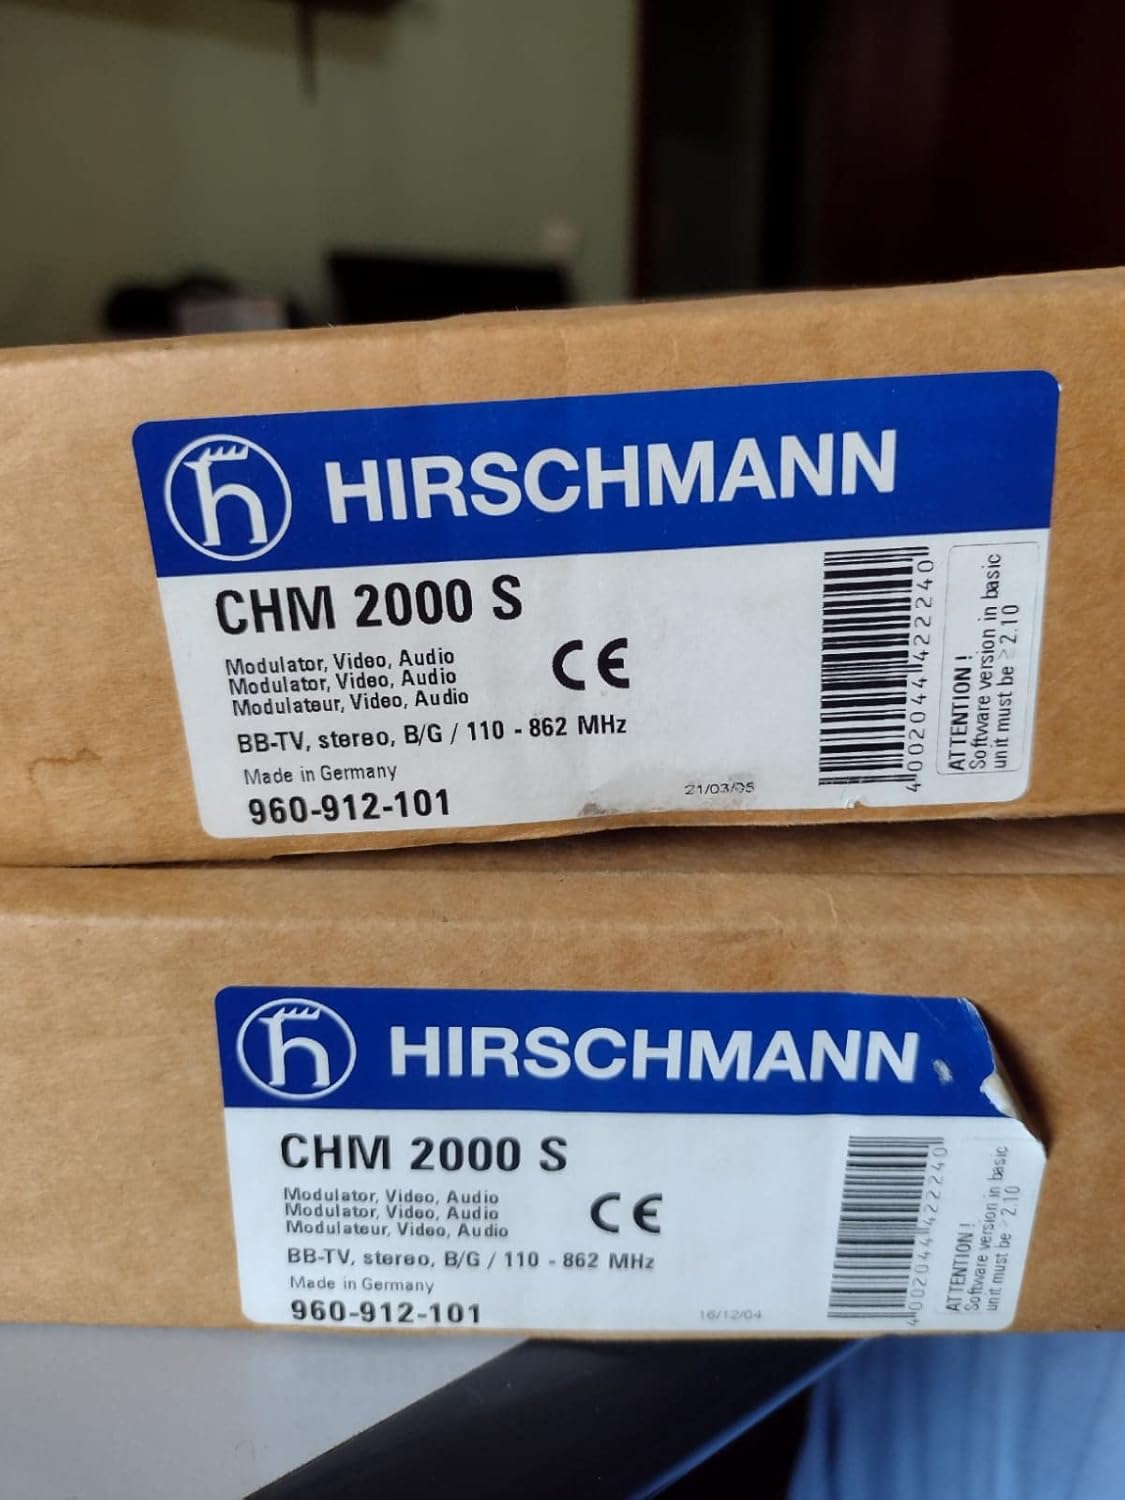 HIRSCHMANN
CHM 2000 S
Modulator, Video, Audio
Modulator, Video, Audio
Modulateur, Video, Audio
CE
BB-TV, stereo, B/G / 110 - 862 MHz
Made in Germany
960-912-101
21/03/05
4002044422240
ATTENTION !
Software version in basic
unit must be ≥ 2.10
HIRSCHMANN
CHM 2000 S
Modulator, Video, Audio
Modulator, Video, Audio
Modulateur, Video, Audio
CE
BB-TV, stereo, B/G / 110 - 862 MHz
Made in Germany
960-912-101
16/12/04
4002044422240
ATTENTION !
Software version in basic
unit must be ≥ 2.10